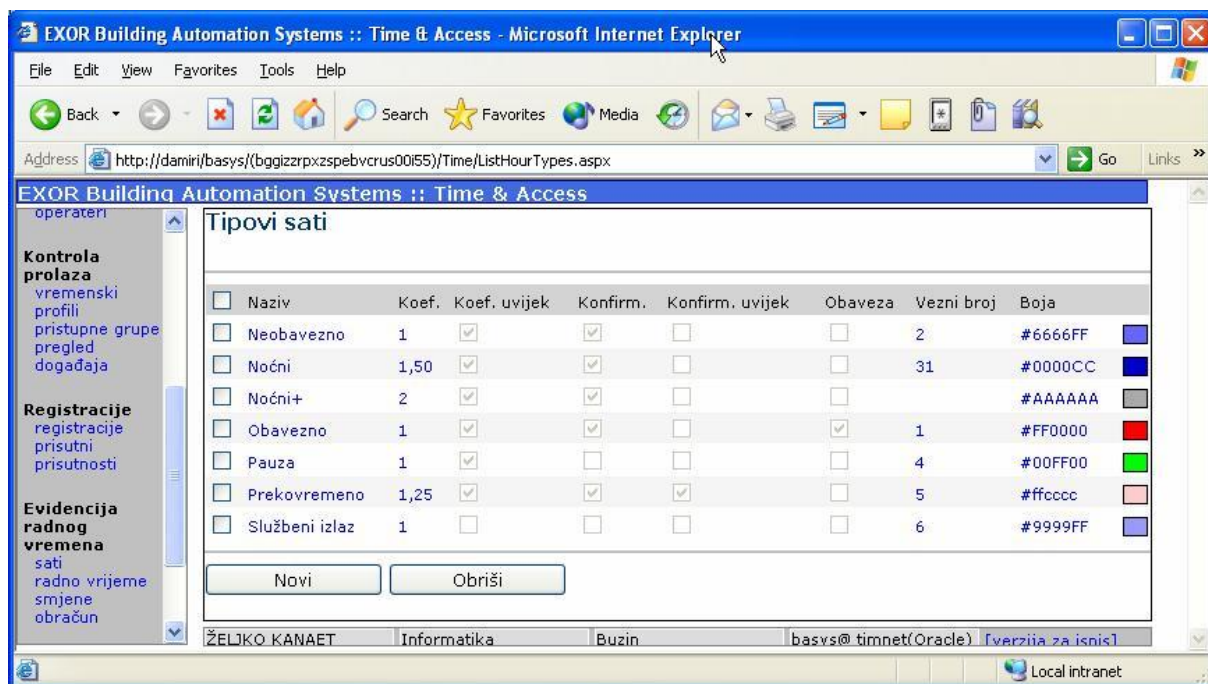 EXOR Building Automation Systems :: Time & Access - Microsoft Internet Explorer
File Edit View Favorites Tools Help
Back Search Favorites Media
Address http://damiri/basys/(bggizzrpxzspebvcrus00i55)/Time/ListHourTypes.aspx Go Links »
EXOR Building Automation Systems :: Time & Access
operateri
Kontrola
prolaza
vremenski
profili
pristupne grupe
pregled
događaja
Registracije
registracije
prisutni
prisutnosti
Evidencija
radnog
vremena
sati
radno vrijeme
smjene
obračun
Tipovi sati
Naziv Koef. Koef. uvijek Konfirm. Konfirm. uvijek Obaveza Vezni broj Boja
Neobavezno 1 2 #6666FF
Noćni 1,50 31 #0000CC
Noćni+ 2 #AAAAAA
Obavezno 1 1 #FF0000
Pauza 1 4 #00FF00
Prekovremeno 1,25 5 #ffcccc
Službeni izlaz 1 6 #9999FF
Novi Obriši
ŽELJKO KANAET Informatika Buzin basys@ timnet(Oracle) [verzija za ispis]
Local intranet